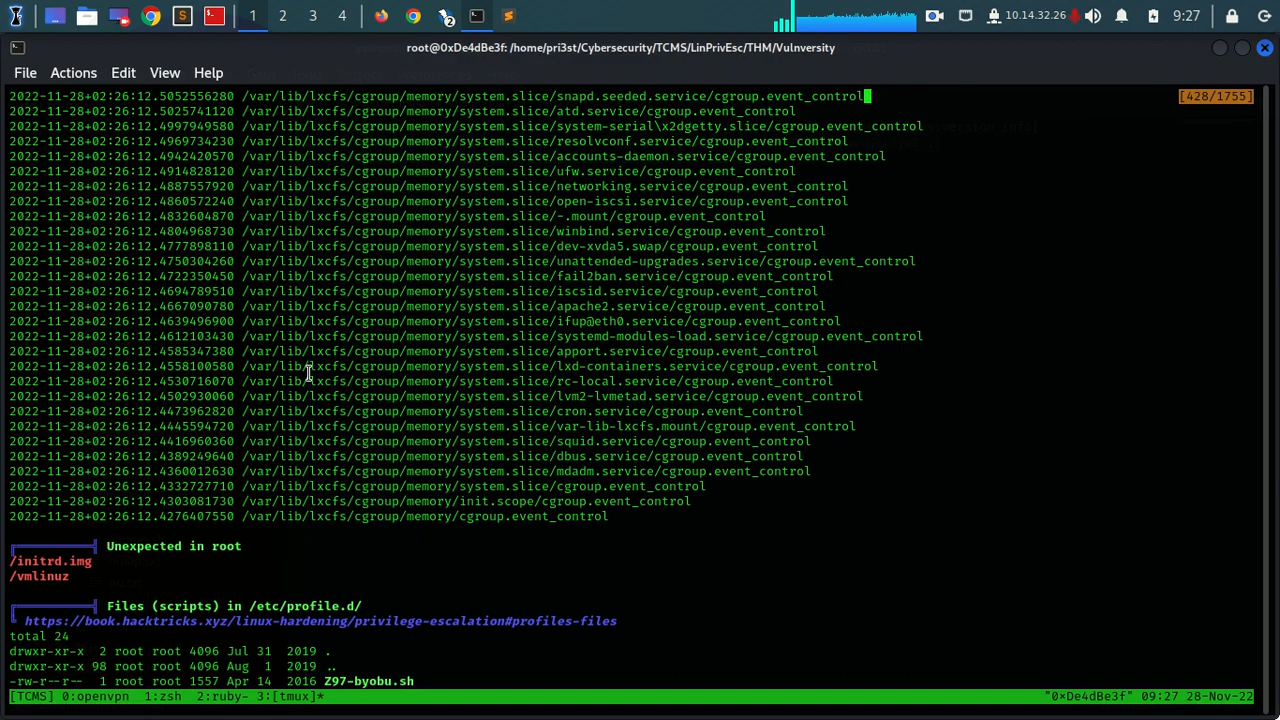 1 2 3 4 2 10.14.32.26 9:27
root@0xDe4dBe3f: /home/pri3st/Cybersecurity/TCMS/LinPrivEsc/THM/Vulnversity
File Actions Edit View Help
2022-11-28+02:26:12.5052556280 /var/lib/lxcfs/cgroup/memory/system.slice/snapd.seeded.service/cgroup.event_control [428/1755]
2022-11-28+02:26:12.5025741120 /var/lib/lxcfs/cgroup/memory/system.slice/atd.service/cgroup.event_control
2022-11-28+02:26:12.4997949580 /var/lib/lxcfs/cgroup/memory/system.slice/system-serial\x2dgetty.slice/cgroup.event_control
2022-11-28+02:26:12.4969734230 /var/lib/lxcfs/cgroup/memory/system.slice/resolvconf.service/cgroup.event_control
2022-11-28+02:26:12.4942420570 /var/lib/lxcfs/cgroup/memory/system.slice/accounts-daemon.service/cgroup.event_control
2022-11-28+02:26:12.4914828120 /var/lib/lxcfs/cgroup/memory/system.slice/ufw.service/cgroup.event_control
2022-11-28+02:26:12.4887557920 /var/lib/lxcfs/cgroup/memory/system.slice/networking.service/cgroup.event_control
2022-11-28+02:26:12.4860572240 /var/lib/lxcfs/cgroup/memory/system.slice/open-iscsi.service/cgroup.event_control
2022-11-28+02:26:12.4832604870 /var/lib/lxcfs/cgroup/memory/system.slice/-.mount/cgroup.event_control
2022-11-28+02:26:12.4804968730 /var/lib/lxcfs/cgroup/memory/system.slice/winbind.service/cgroup.event_control
2022-11-28+02:26:12.4777898110 /var/lib/lxcfs/cgroup/memory/system.slice/dev-xvda5.swap/cgroup.event_control
2022-11-28+02:26:12.4750304260 /var/lib/lxcfs/cgroup/memory/system.slice/unattended-upgrades.service/cgroup.event_control
2022-11-28+02:26:12.4722350450 /var/lib/lxcfs/cgroup/memory/system.slice/fail2ban.service/cgroup.event_control
2022-11-28+02:26:12.4694789510 /var/lib/lxcfs/cgroup/memory/system.slice/iscsid.service/cgroup.event_control
2022-11-28+02:26:12.4667090780 /var/lib/lxcfs/cgroup/memory/system.slice/apache2.service/cgroup.event_control
2022-11-28+02:26:12.4639496900 /var/lib/lxcfs/cgroup/memory/system.slice/ifup@eth0.service/cgroup.event_control
2022-11-28+02:26:12.4612103430 /var/lib/lxcfs/cgroup/memory/system.slice/systemd-modules-load.service/cgroup.event_control
2022-11-28+02:26:12.4585347380 /var/lib/lxcfs/cgroup/memory/system.slice/apport.service/cgroup.event_control
2022-11-28+02:26:12.4558100580 /var/lib/lxcfs/cgroup/memory/system.slice/lxd-containers.service/cgroup.event_control
2022-11-28+02:26:12.4530716070 /var/lib/lxcfs/cgroup/memory/system.slice/rc-local.service/cgroup.event_control
2022-11-28+02:26:12.4502930060 /var/lib/lxcfs/cgroup/memory/system.slice/lvm2-lvmetad.service/cgroup.event_control
2022-11-28+02:26:12.4473962820 /var/lib/lxcfs/cgroup/memory/system.slice/cron.service/cgroup.event_control
2022-11-28+02:26:12.4445594720 /var/lib/lxcfs/cgroup/memory/system.slice/var-lib-lxcfs.mount/cgroup.event_control
2022-11-28+02:26:12.4416960360 /var/lib/lxcfs/cgroup/memory/system.slice/squid.service/cgroup.event_control
2022-11-28+02:26:12.4389249640 /var/lib/lxcfs/cgroup/memory/system.slice/dbus.service/cgroup.event_control
2022-11-28+02:26:12.4360012630 /var/lib/lxcfs/cgroup/memory/system.slice/mdadm.service/cgroup.event_control
2022-11-28+02:26:12.4332727710 /var/lib/lxcfs/cgroup/memory/system.slice/cgroup.event_control
2022-11-28+02:26:12.4303081730 /var/lib/lxcfs/cgroup/memory/init.scope/cgroup.event_control
2022-11-28+02:26:12.4276407550 /var/lib/lxcfs/cgroup/memory/cgroup.event_control
Unexpected in root
/initrd.img
/vmlinuz
Files (scripts) in /etc/profile.d/
https://book.hacktricks.xyz/linux-hardening/privilege-escalation#profiles-files
total 24
drwxr-xr-x 2 root root 4096 Jul 31 2019 .
drwxr-xr-x 98 root root 4096 Aug 1 2019 ..
-rw-r--r-- 1 root root 1557 Apr 14 2016 Z97-byobu.sh
[TCMS] 0:openvpn 1:zsh 2:ruby- 3:[tmux]* "0xDe4dBe3f" 09:27 28-Nov-22